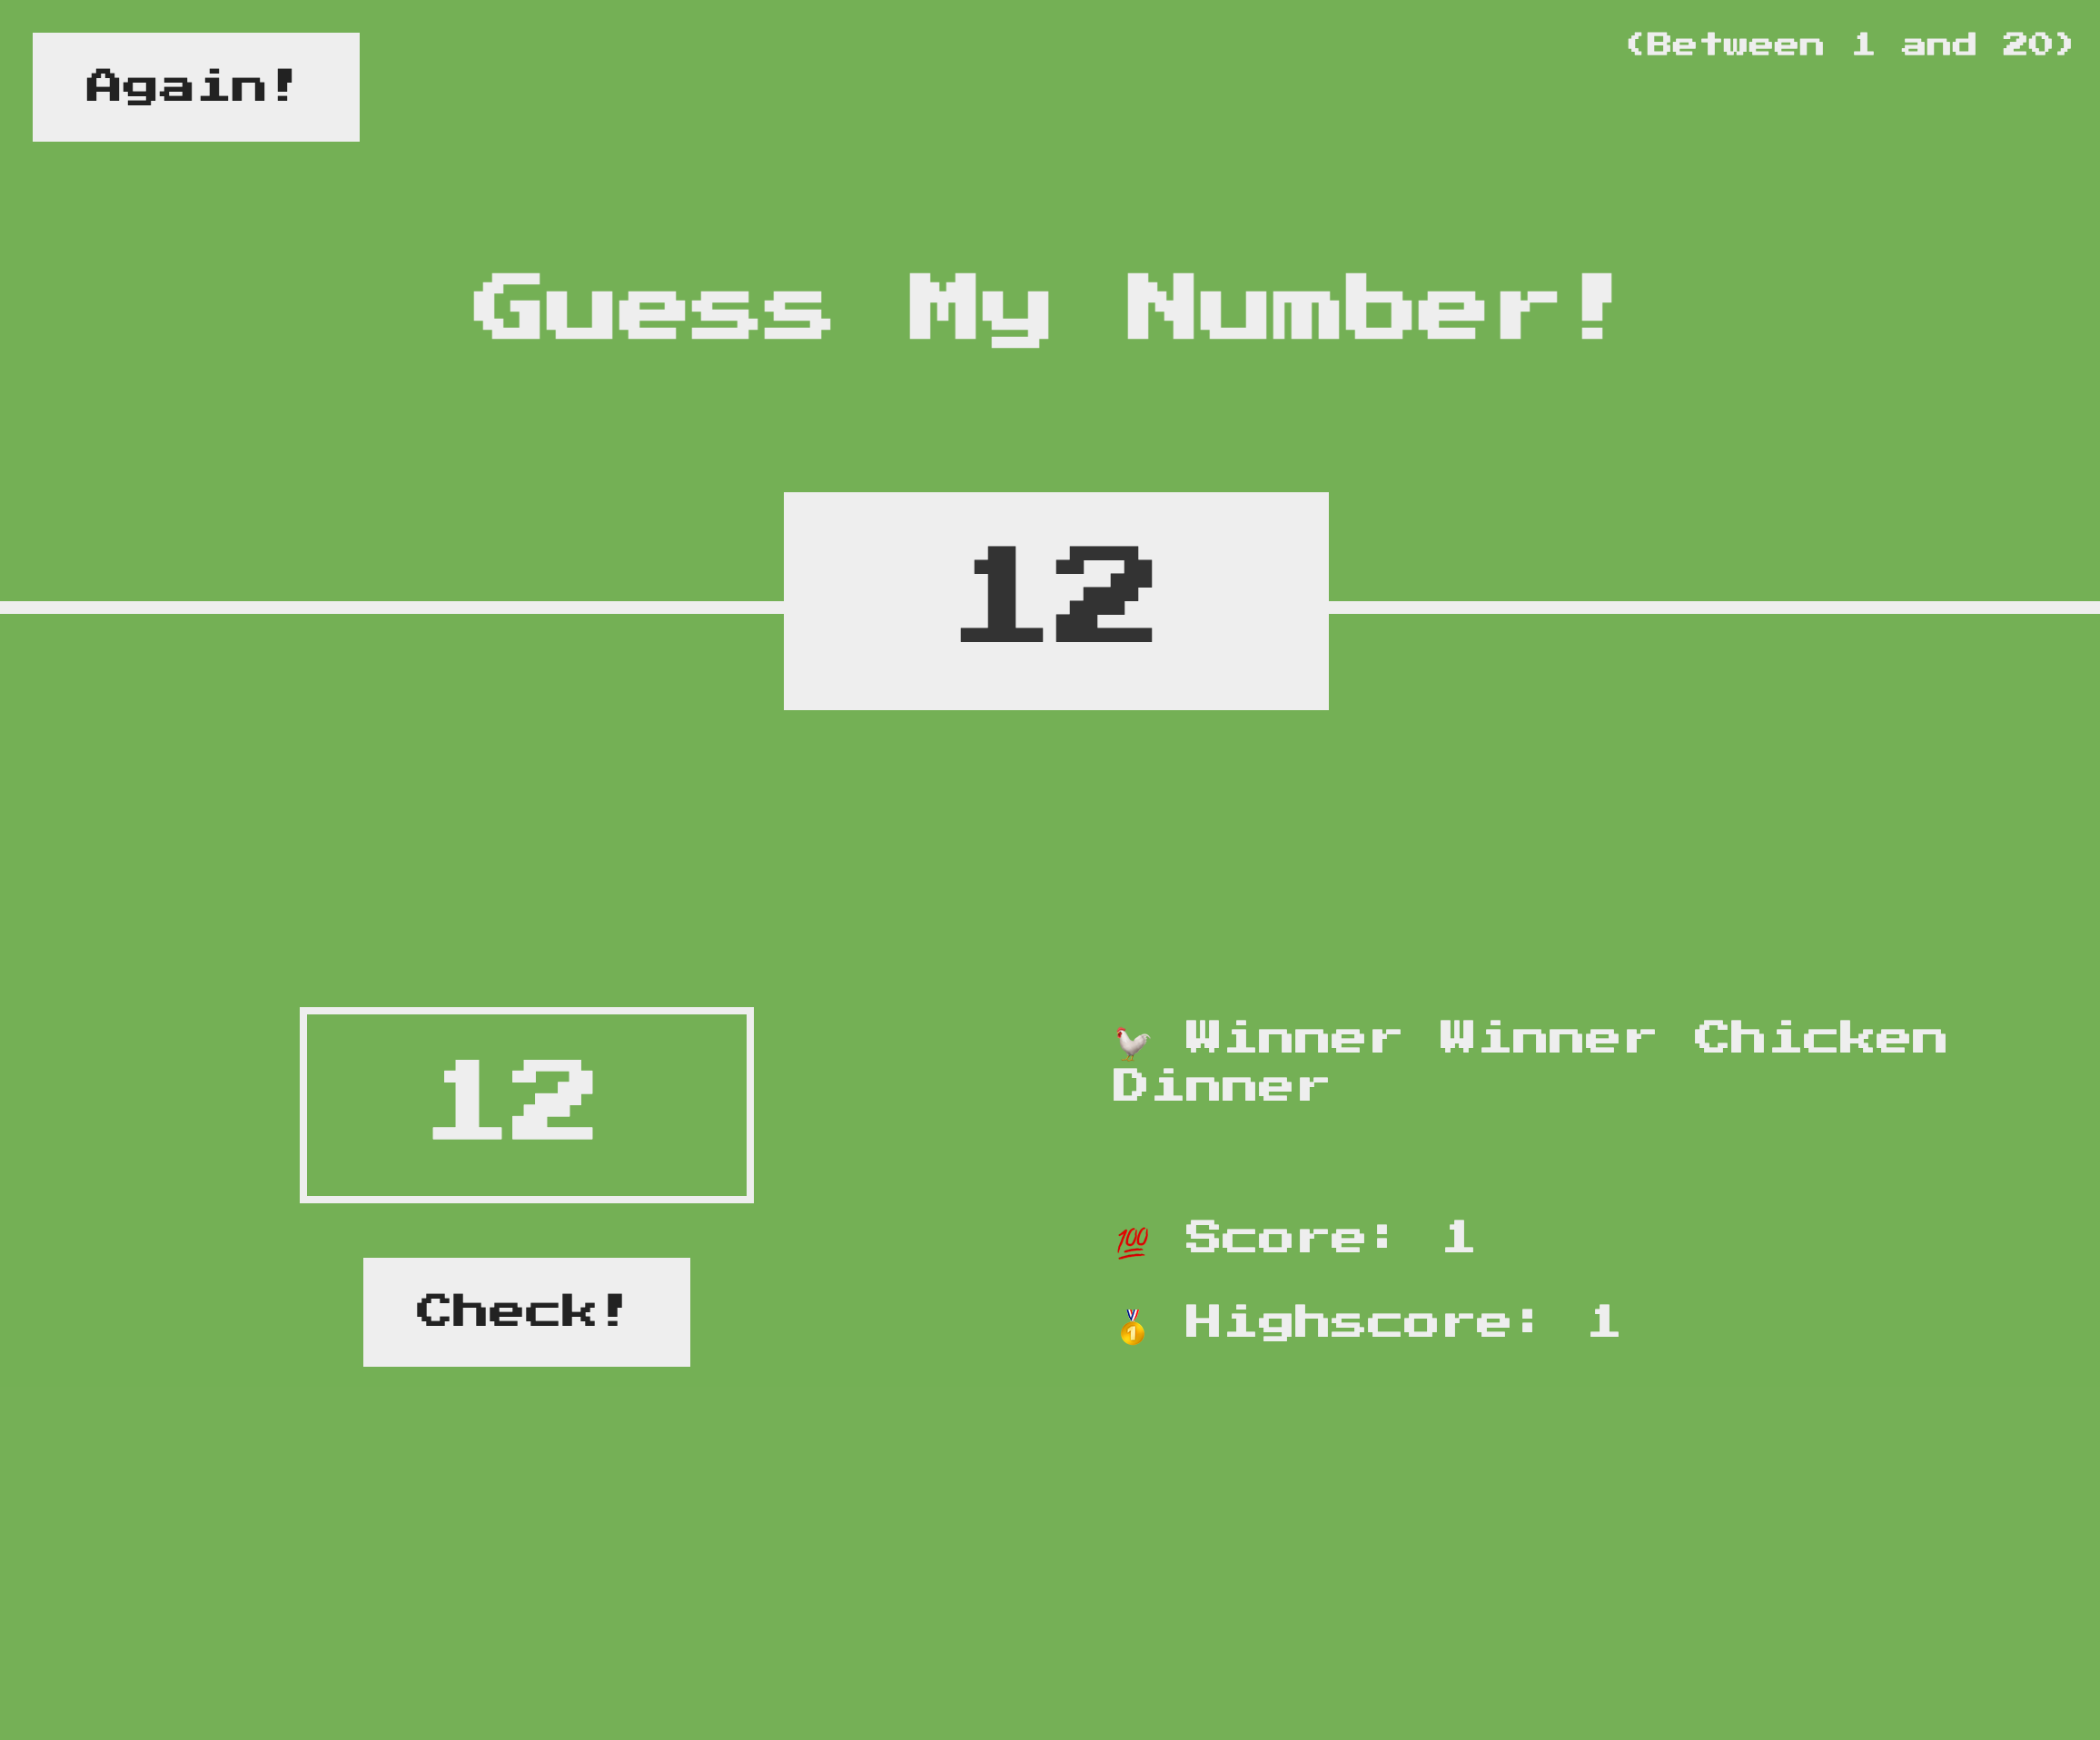 Again!
(Between 1 and 20)
Guess My Number!
12
12
Check!
🐓 Winner Winner Chicken
Dinner
💯 Score: 1
🥇 Highscore: 1